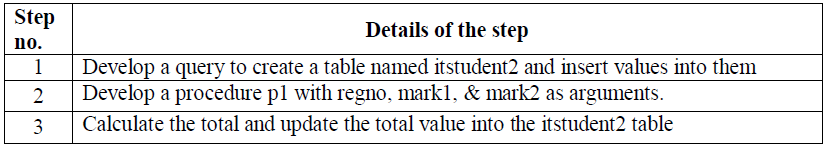 Step no. Details of the step
1 Develop a query to create a table named itstudent2 and insert values into them
2 Develop a procedure p1 with regno, mark1, & mark2 as arguments.
3 Calculate the total and update the total value into the itstudent2 table